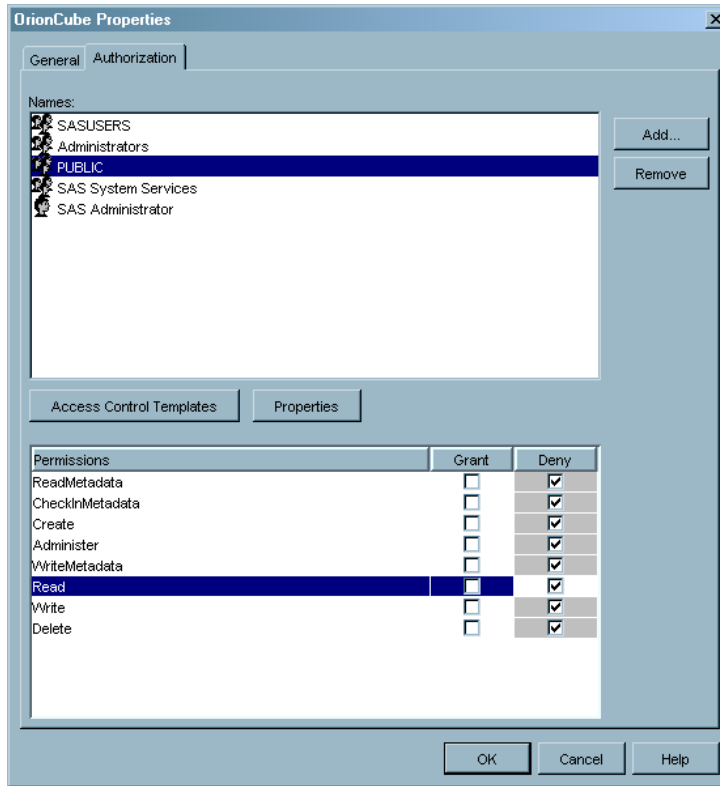 OrionCube Properties
General Authorization
Names:
SASUSERS
Administrators
PUBLIC
SAS System Services
SAS Administrator
Add...
Remove
Access Control Templates Properties
Permissions Grant Deny
ReadMetadata
CheckInMetadata
Create
Administer
WriteMetadata
Read
Write
Delete
OK Cancel Help